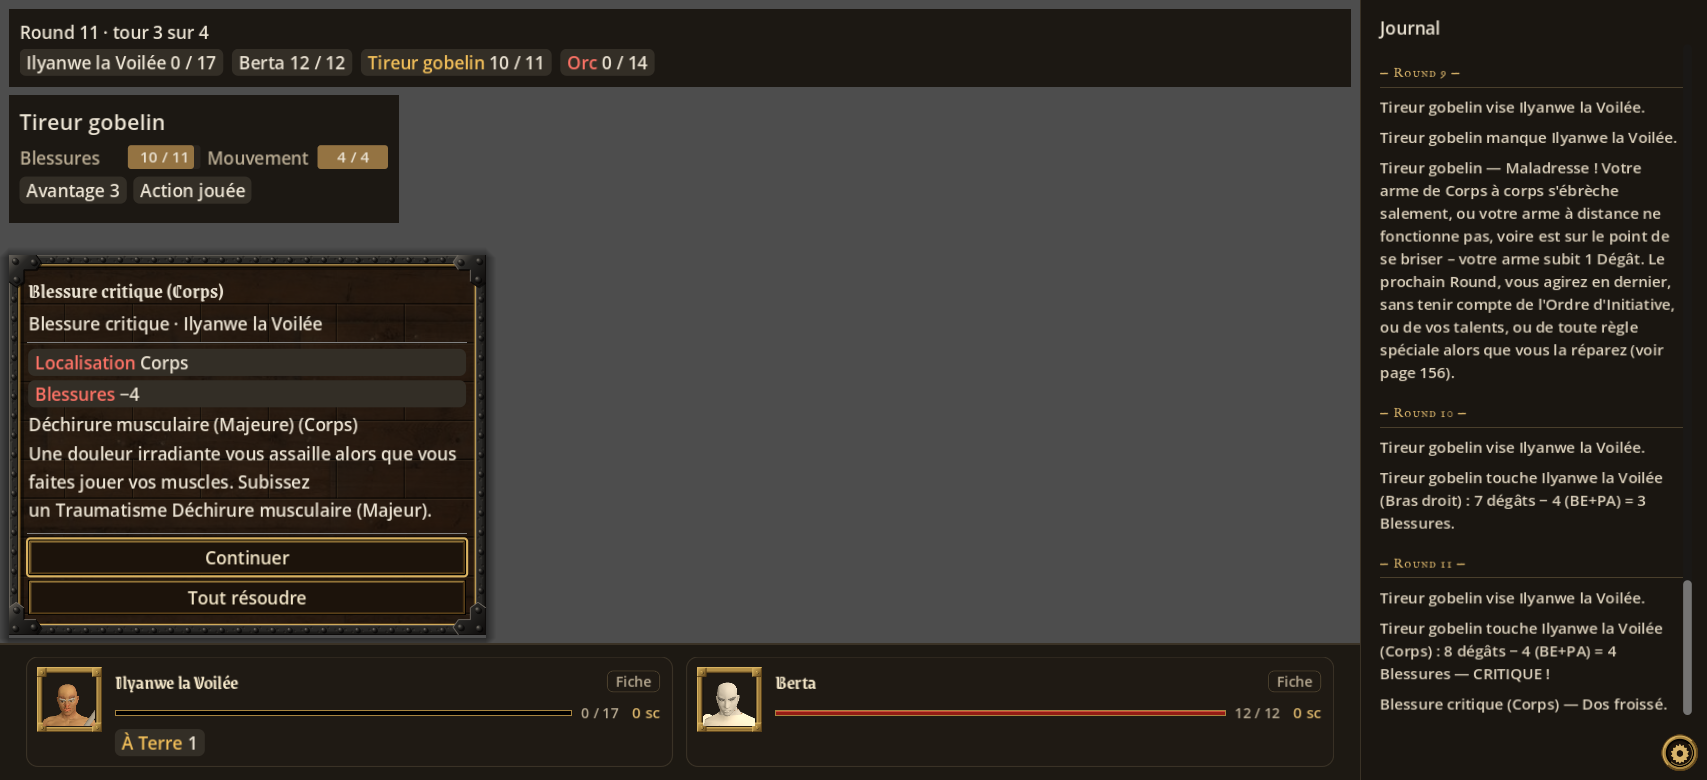 Round 11 · tour 3 sur 4
Ilyanwe la Voilée 0 / 17
Berta 12 / 12
Tireur gobelin 10 / 11
Orc 0 / 14
Tireur gobelin
Blessures 10 / 11 Mouvement 4 / 4
Avantage 3 Action jouée
Blessure critique (Corps)
Blessure critique · Ilyanwe la Voilée
Localisation Corps
Blessures −4
Déchirure musculaire (Majeure) (Corps)
Une douleur irradiante vous assaille alors que vous
faites jouer vos muscles. Subissez
un Traumatisme Déchirure musculaire (Majeur).
Continuer
Tout résoudre
Ilyanwe la Voilée
Fiche
0 / 17 0 sc
À Terre 1
Berta
Fiche
12 / 12 0 sc
Journal
– Round 9 –
Tireur gobelin vise Ilyanwe la Voilée.
Tireur gobelin manque Ilyanwe la Voilée.
Tireur gobelin — Maladresse ! Votre
arme de Corps à corps s'ébrèche
salement, ou votre arme à distance ne
fonctionne pas, voire est sur le point de
se briser – votre arme subit 1 Dégât. Le
prochain Round, vous agirez en dernier,
sans tenir compte de l'Ordre d'Initiative,
ou de vos talents, ou de toute règle
spéciale alors que vous la réparez (voir
page 156).
– Round 10 –
Tireur gobelin vise Ilyanwe la Voilée.
Tireur gobelin touche Ilyanwe la Voilée
(Bras droit) : 7 dégâts − 4 (BE+PA) = 3
Blessures.
– Round 11 –
Tireur gobelin vise Ilyanwe la Voilée.
Tireur gobelin touche Ilyanwe la Voilée
(Corps) : 8 dégâts − 4 (BE+PA) = 4
Blessures — CRITIQUE !
Blessure critique (Corps) — Dos froissé.